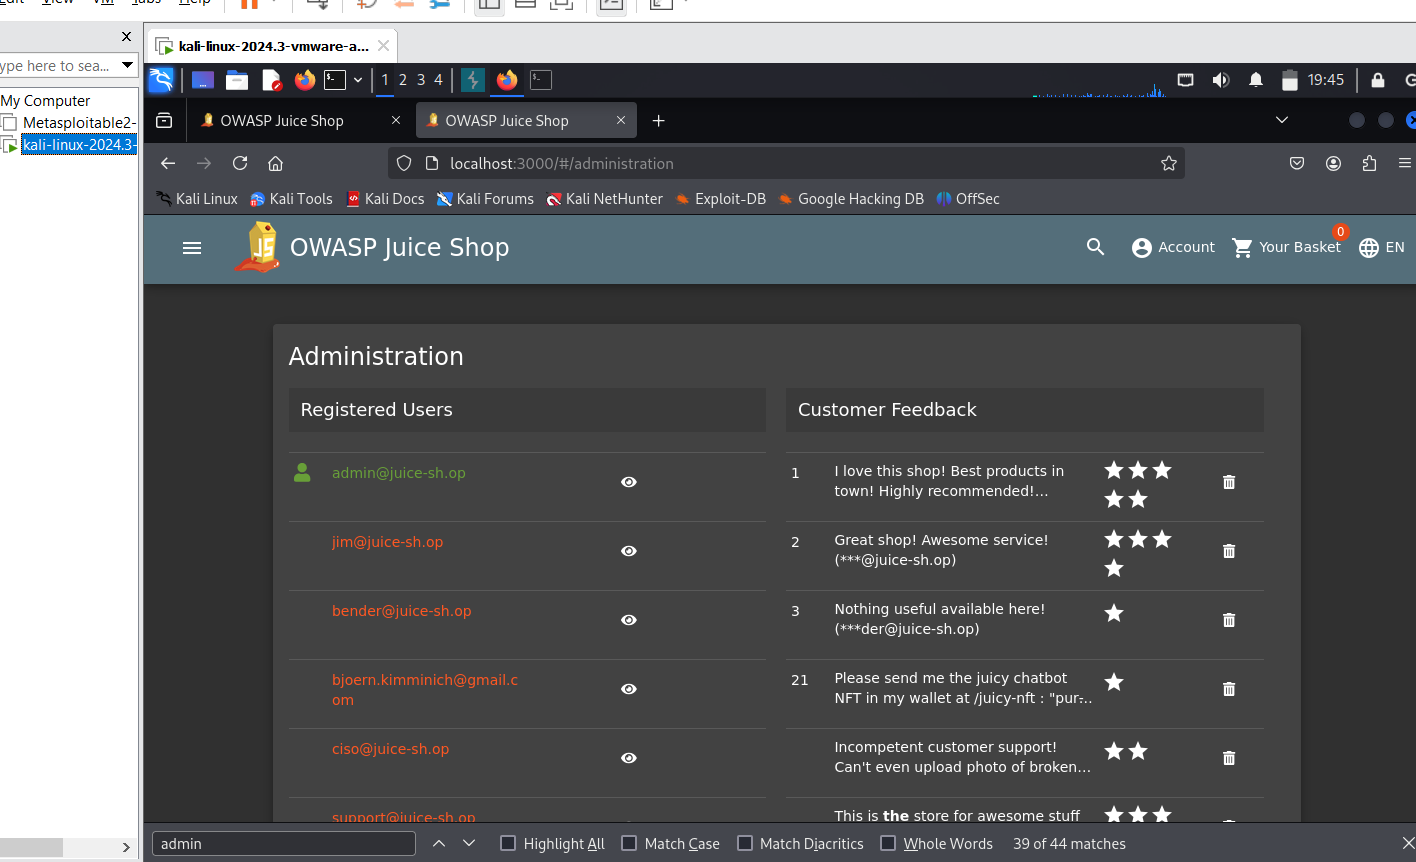 View
VM
Tabs
Help
kali-linux-2024.3-vmware-a...
ype here to sea...
My Computer
Metasploitable2-
kali-linux-2024.3-
1 2 3 4
19:45
OWASP Juice Shop
OWASP Juice Shop
localhost:3000/#/administration
Kali Linux
Kali Tools
Kali Docs
Kali Forums
Kali NetHunter
Exploit-DB
Google Hacking DB
OffSec
JS
OWASP Juice Shop
Account
Your Basket
0
EN
Administration
Registered Users
admin@juice-sh.op
jim@juice-sh.op
bender@juice-sh.op
bjoern.kimminich@gmail.c
om
ciso@juice-sh.op
support@juice-sh.op
Customer Feedback
1
I love this shop! Best products in
town! Highly recommended!...
2
Great shop! Awesome service!
(***@juice-sh.op)
3
Nothing useful available here!
(***der@juice-sh.op)
21
Please send me the juicy chatbot
NFT in my wallet at /juicy-nft : "pur-..
Incompetent customer support!
Can't even upload photo of broken...
This is the store for awesome stuff
admin
Highlight All
Match Case
Match Diacritics
Whole Words
39 of 44 matches